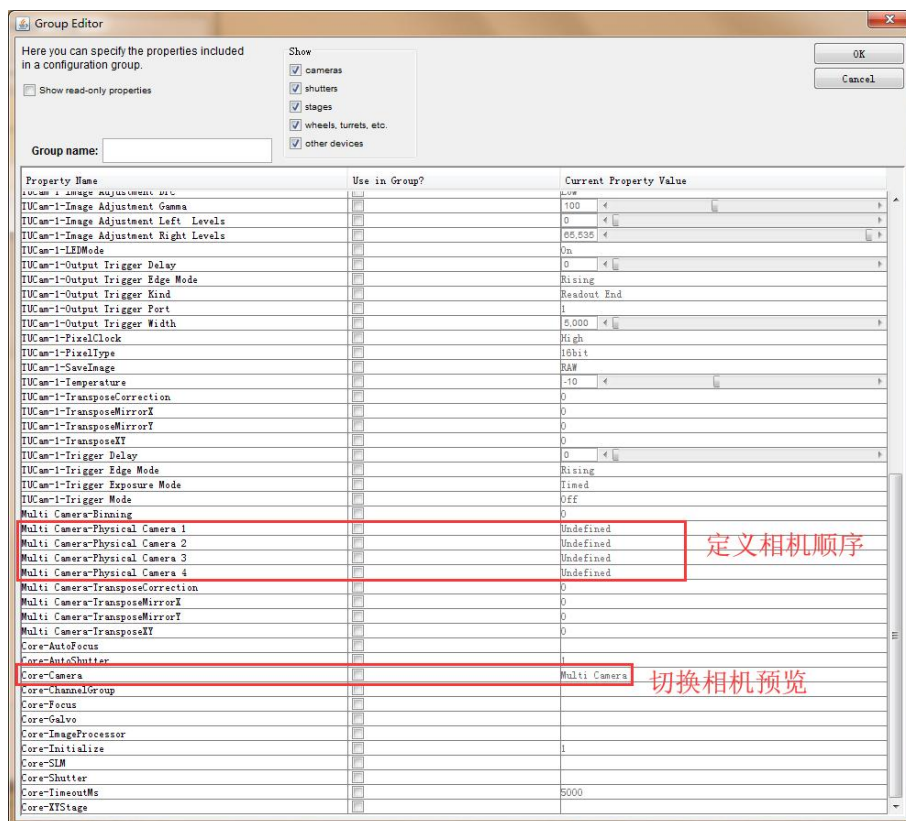 Group Editor
Here you can specify the properties included
in a configuration group.
Show read-only properties
Group name:
Show
cameras
shutters
stages
wheels, turrets, etc.
other devices
OK
Cancel
Property Name Use in Group? Current Property Value
TUCam-1-Image Adjustment DPC Low
TUCam-1-Image Adjustment Gamma 100
TUCam-1-Image Adjustment Left Levels 0
TUCam-1-Image Adjustment Right Levels 65,535
TUCam-1-LEDMode On
TUCam-1-Output Trigger Delay 0
TUCam-1-Output Trigger Edge Mode Rising
TUCam-1-Output Trigger Kind Readout End
TUCam-1-Output Trigger Port 1
TUCam-1-Output Trigger Width 5,000
TUCam-1-PixelClock High
TUCam-1-PixelType 16bit
TUCam-1-SaveImage RAW
TUCam-1-Temperature -10
TUCam-1-TransposeCorrection 0
TUCam-1-TransposeMirrorX 0
TUCam-1-TransposeMirrorY 0
TUCam-1-TransposeXY 0
TUCam-1-Trigger Delay 0
TUCam-1-Trigger Edge Mode Rising
TUCam-1-Trigger Exposure Mode Timed
TUCam-1-Trigger Mode Off
Multi Camera-Binning 0
Multi Camera-Physical Camera 1 Undefined
Multi Camera-Physical Camera 2 Undefined
定义相机顺序
Multi Camera-Physical Camera 3 Undefined
Multi Camera-Physical Camera 4 Undefined
Multi Camera-TransposeCorrection 0
Multi Camera-TransposeMirrorX 0
Multi Camera-TransposeMirrorY 0
Multi Camera-TransposeXY 0
Core-AutoFocus
Core-AutoShutter 1
Core-Camera Multi Camera
切换相机预览
Core-ChannelGroup
Core-Focus
Core-Galvo
Core-ImageProcessor
Core-Initialize 1
Core-SLM
Core-Shutter
Core-TimeoutMs 5000
Core-XYStage